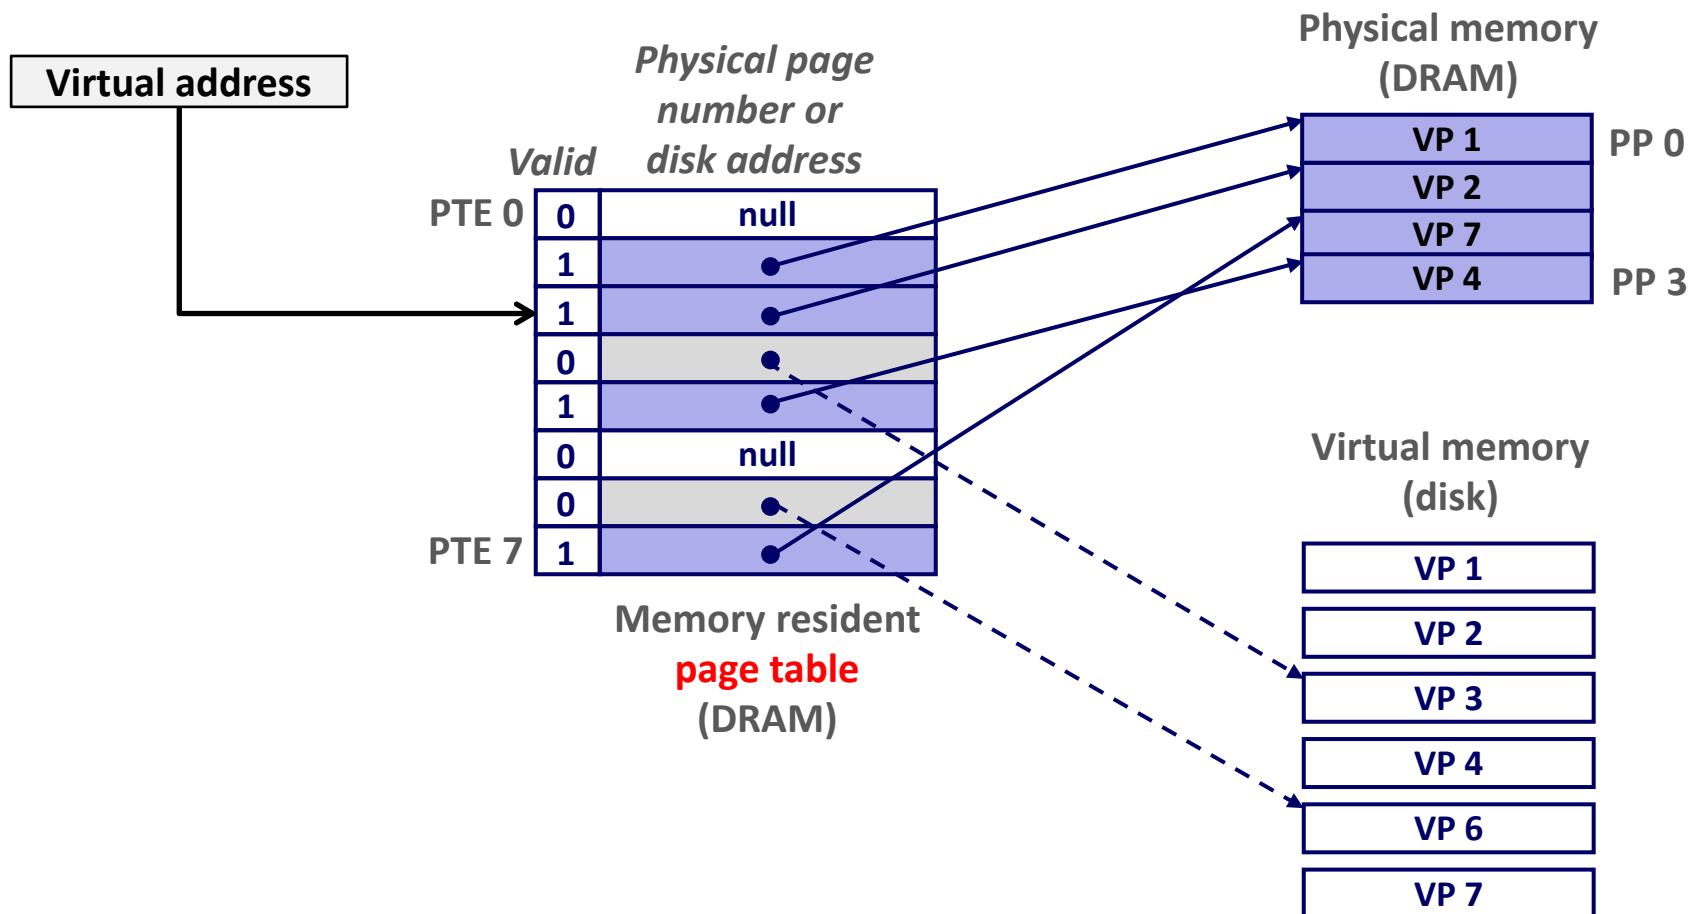 Virtual address
Physical page
number or
disk address
Valid
PTE 0
0
null
1
1
0
1
0
null
0
PTE 7
1
Memory resident
page table
(DRAM)
Physical memory
(DRAM)
VP 1
PP 0
VP 2
VP 7
VP 4
PP 3
Virtual memory
(disk)
VP 1
VP 2
VP 3
VP 4
VP 6
VP 7